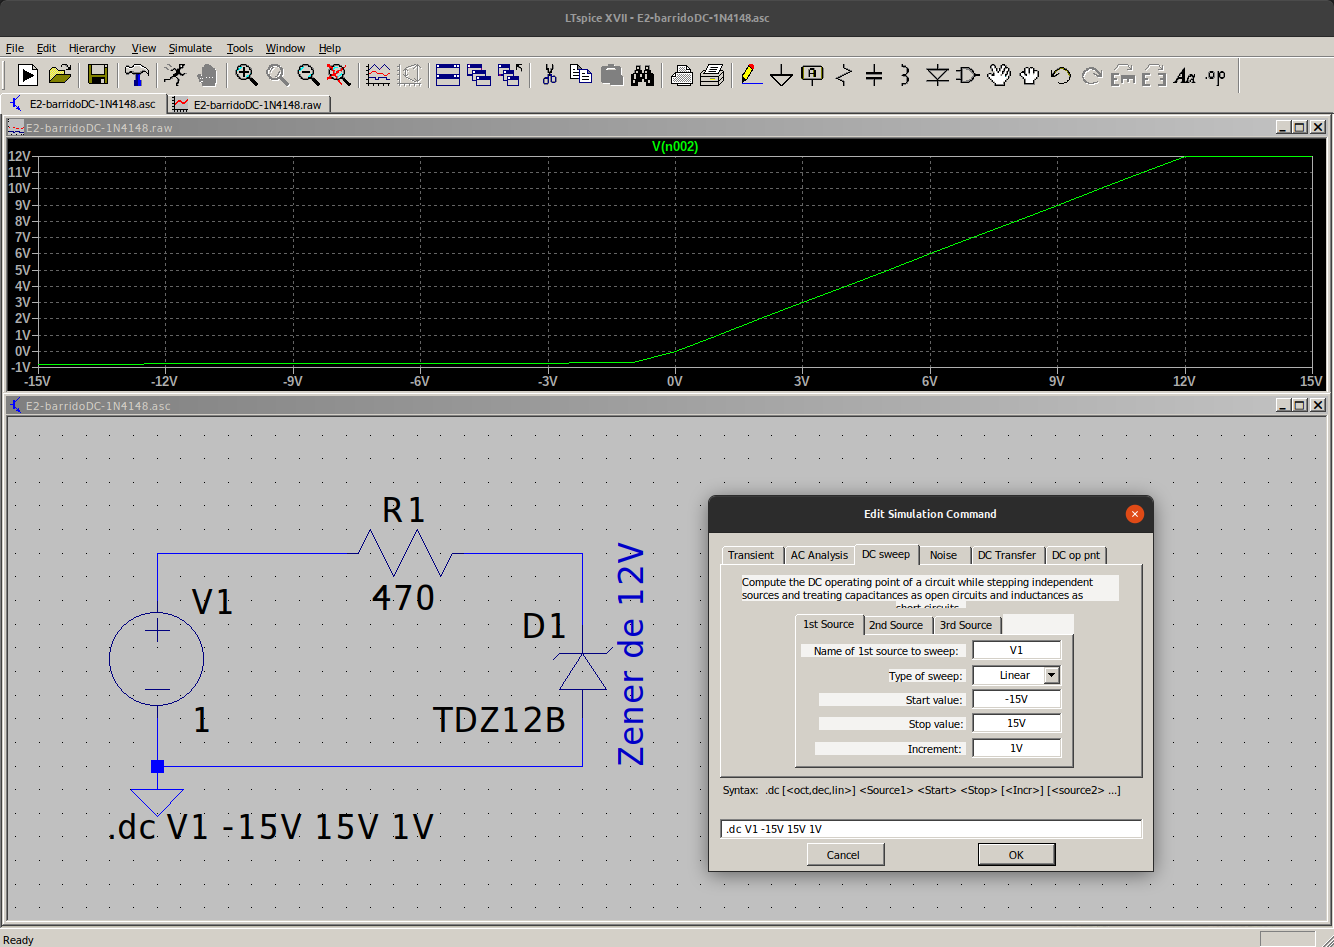 LTspice XVII - E2-barridoDC-1N4148.asc
File Edit Hierarchy View Simulate Tools Window Help
A Aa .op
E2-barridoDC-1N4148.asc E2-barridoDC-1N4148.raw
E2-barridoDC-1N4148.raw
V(n002)
12V
11V
10V
9V
8V
7V
6V
5V
4V
3V
2V
1V
0V
-1V
-15V -12V -9V -6V -3V 0V 3V 6V 9V 12V 15V
E2-barridoDC-1N4148.asc
R1
470
V1
1
D1
TDZ12B
Zener de 12V
.dc V1 -15V 15V 1V
Edit Simulation Command
Transient AC Analysis DC sweep Noise DC Transfer DC op pnt
Compute the DC operating point of a circuit while stepping independent
sources and treating capacitances as open circuits and inductances as
short circuits.
1st Source 2nd Source 3rd Source
Name of 1st source to sweep: V1
Type of sweep: Linear
Start value: -15V
Stop value: 15V
Increment: 1V
Syntax: .dc [<oct,dec,lin>] <Source1> <Start> <Stop> [<Incr>] [<source2> ...]
.dc V1 -15V 15V 1V
Cancel OK
Ready